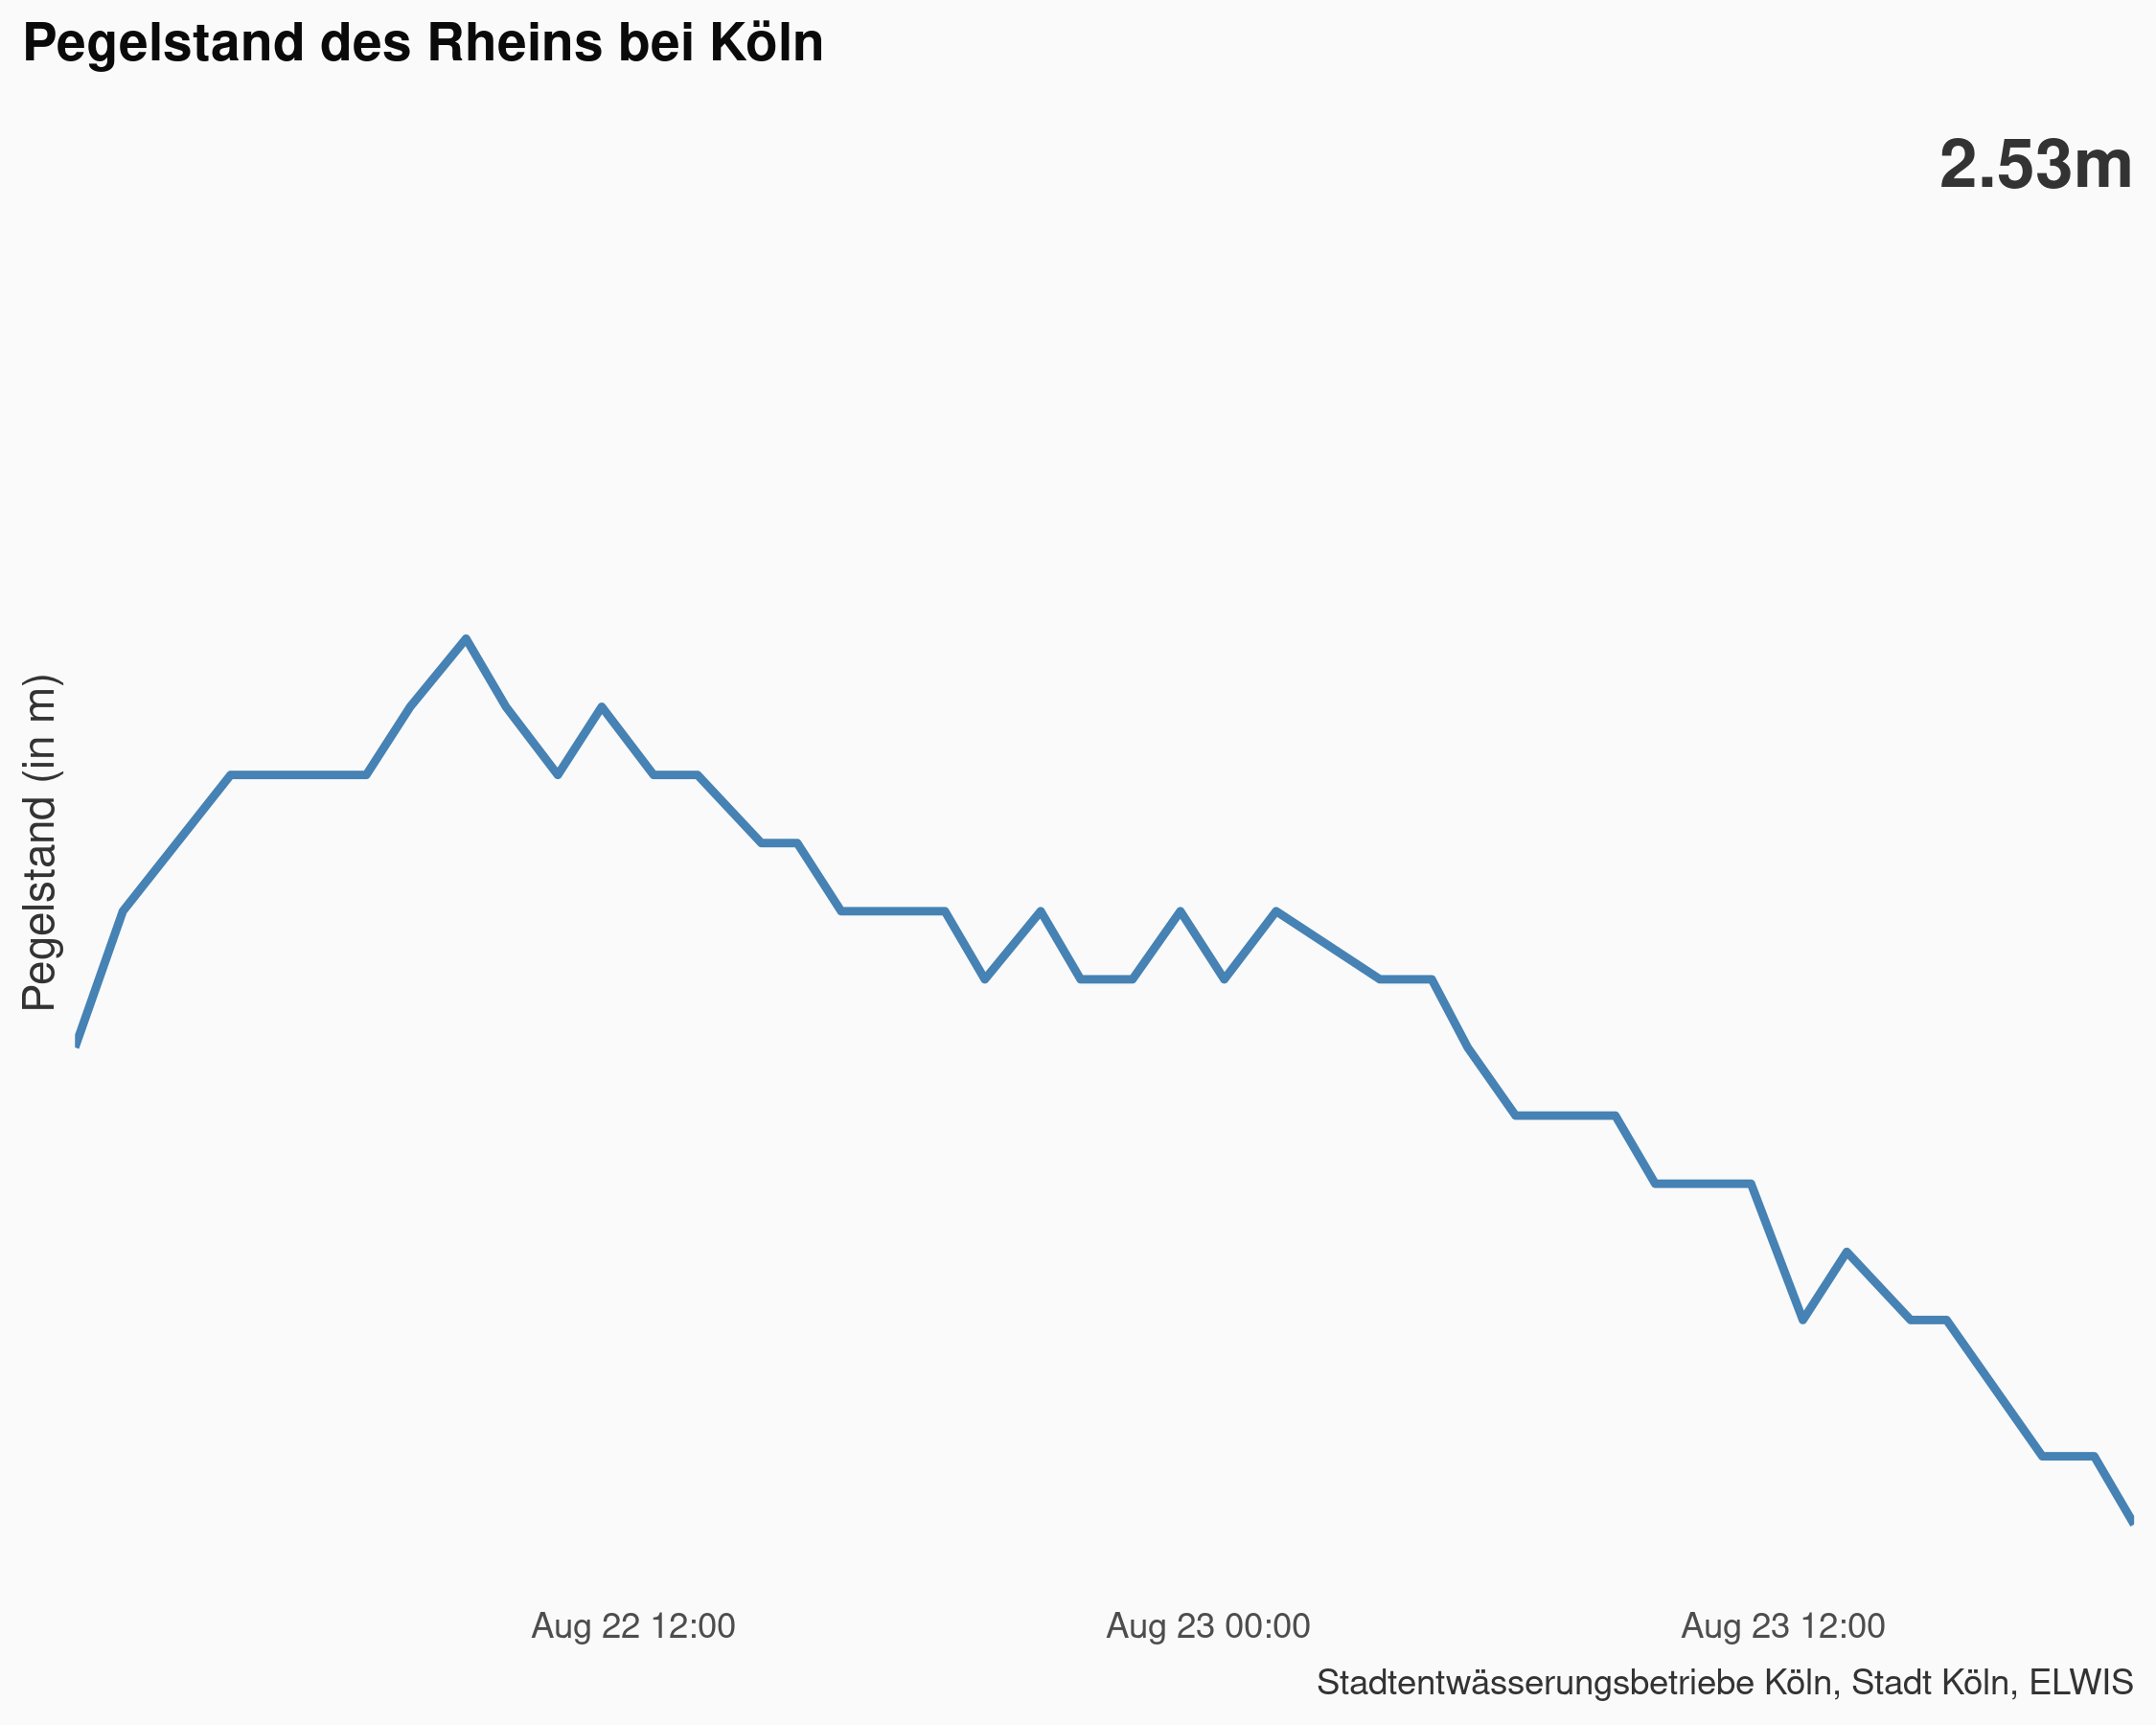 Pegelstand des Rheins bei Köln
2.53m
Pegelstand (in m)
Aug 22 12:00
Aug 23 00:00
Aug 23 12:00
Stadtentwässerungsbetriebe Köln, Stadt Köln, ELWIS